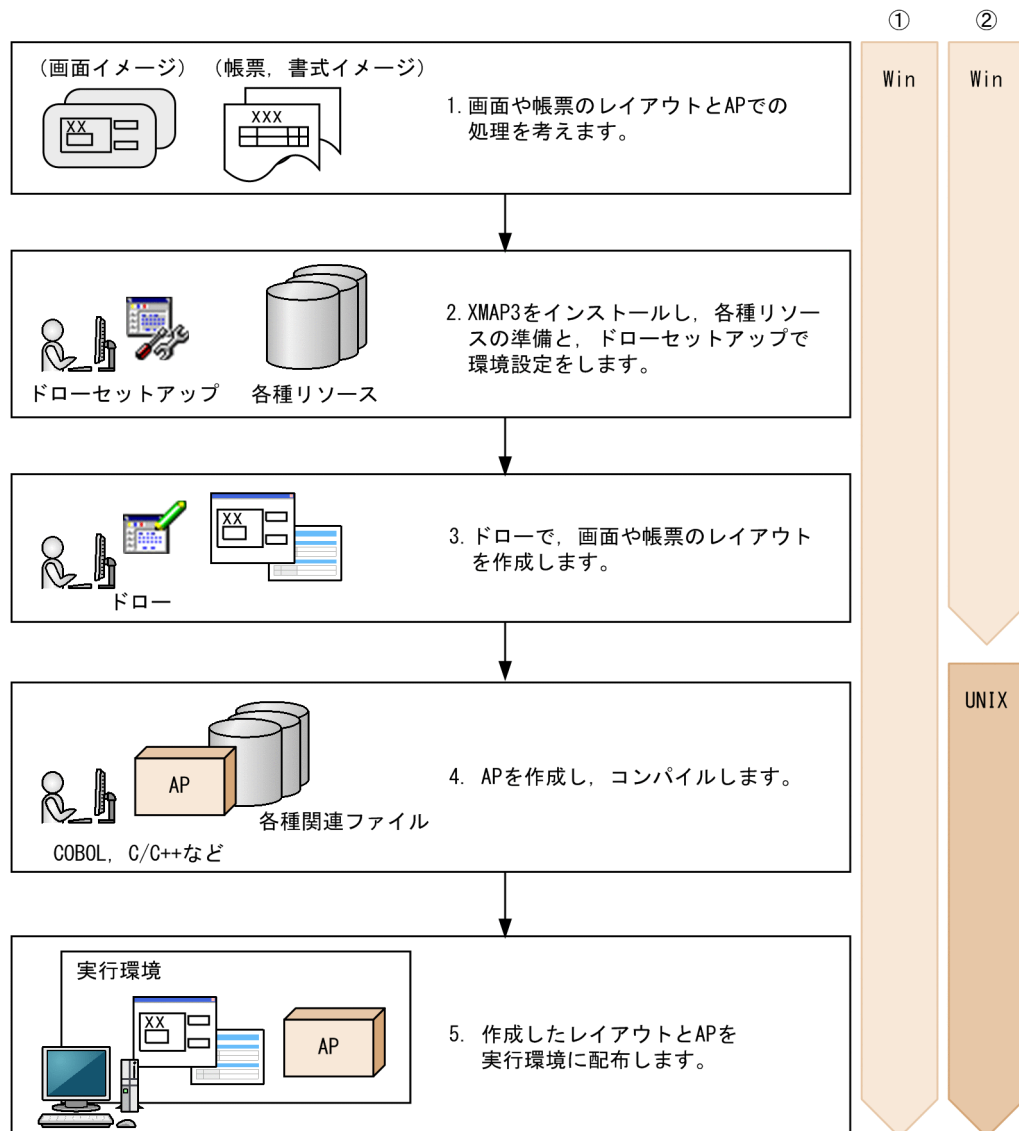 ① ②
(画面イメージ) (帳票,書式イメージ)
XX
XXX
1.画面や帳票のレイアウトとAPでの
処理を考えます。
Win
Win
2.XMAP3をインストールし,各種リソー
スの準備と,ドローセットアップで
環境設定をします。
ドローセットアップ 各種リソース
XX
3.ドローで,画面や帳票のレイアウト
を作成します。
ドロー
UNIX
AP
4. APを作成し,コンパイルします。
各種関連ファイル
COBOL, C/C++など
実行環境
XX
AP
5. 作成したレイアウトとAPを
実行環境に配布します。